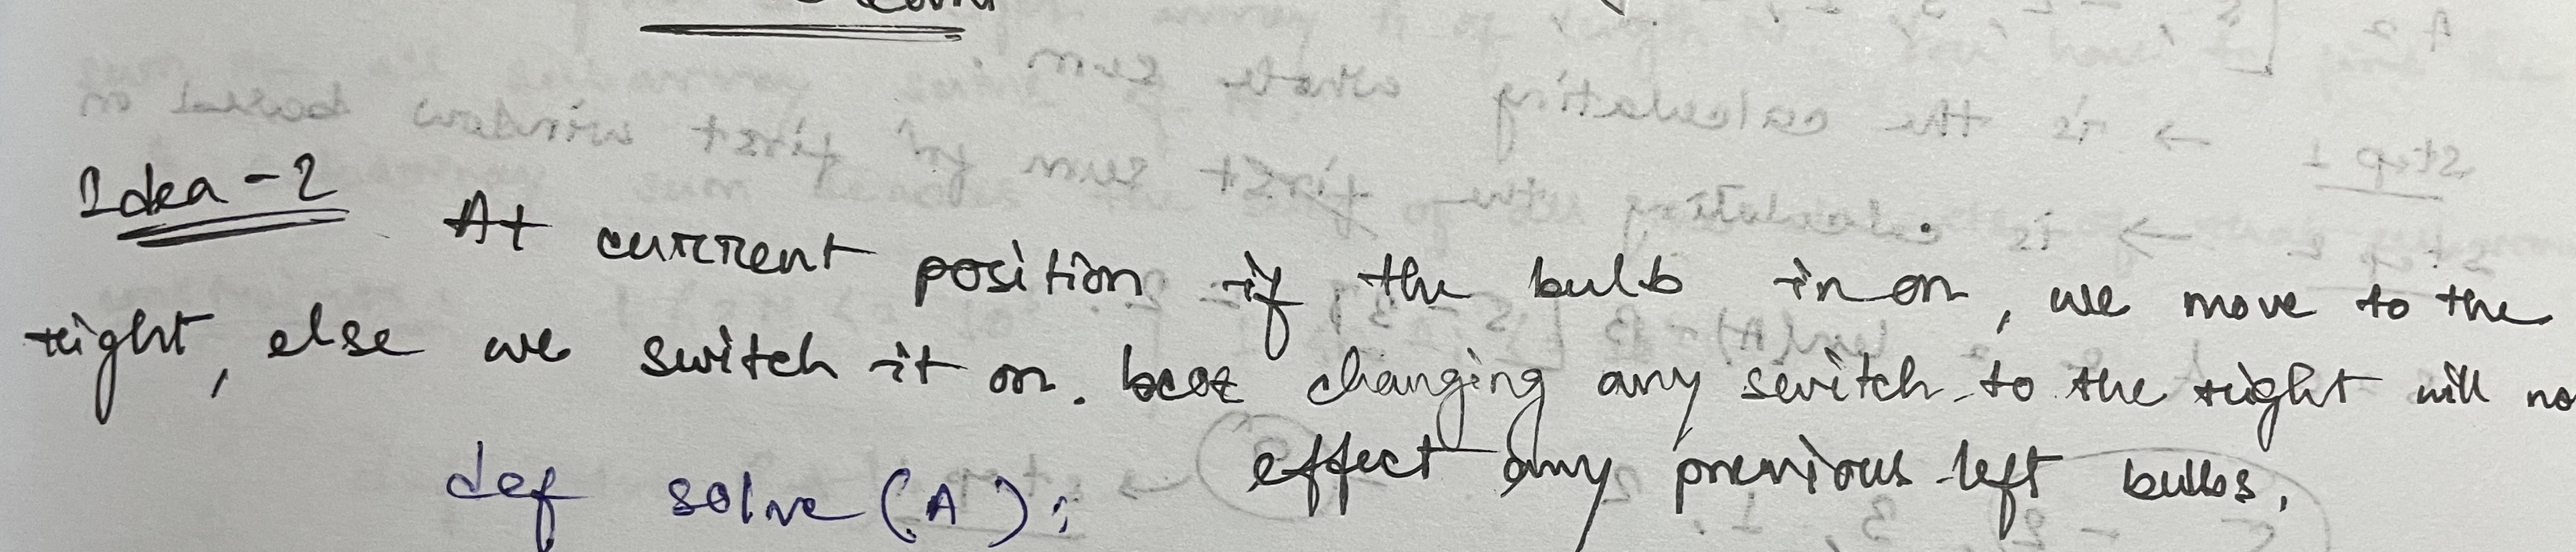 Idea-2 At current position if the bulb in on, we move to the
right, else we switch it on. bcoz changing any switch to the right will no
effect any previous left bulbs.
def solve(A):